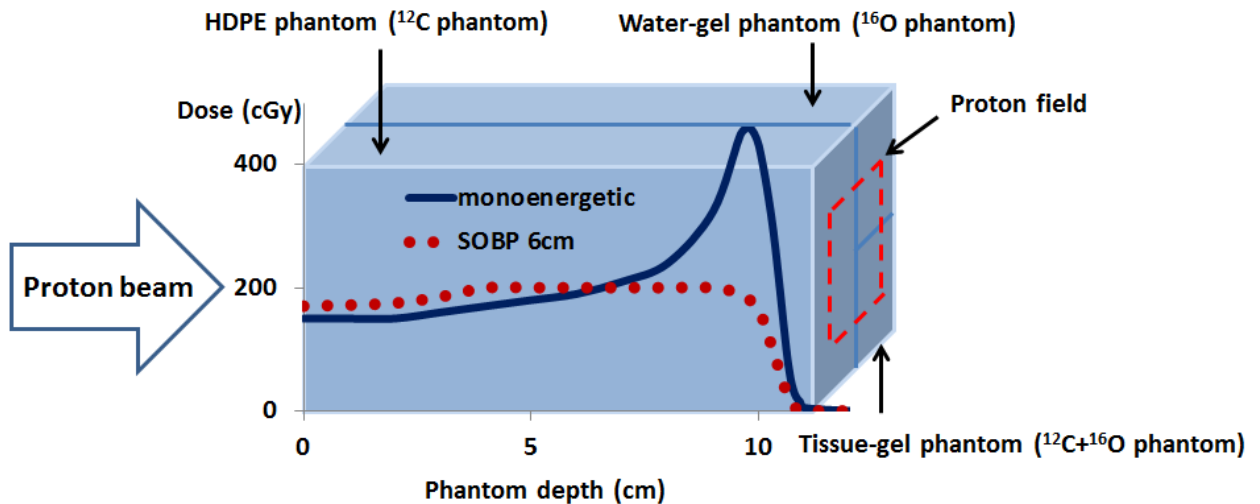 HDPE phantom (¹²C phantom)
Water-gel phantom (¹⁶O phantom)
Dose (cGy)
Proton field
400
monoenergetic
SOBP 6cm
Proton beam
200
0
0
5
10
Tissue-gel phantom (¹²C+¹⁶O phantom)
Phantom depth (cm)